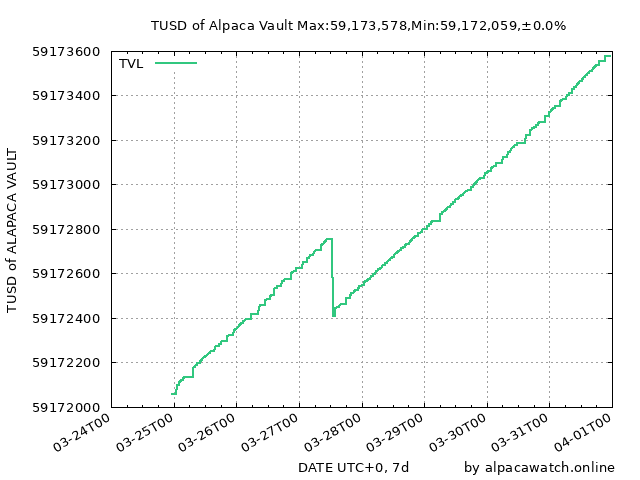 TUSD of Alpaca Vault Max:59,173,578,Min:59,172,059,±0.0%
TVL
59173600
59173400
59173200
59173000
59172800
59172600
59172400
59172200
59172000
TUSD of ALAPACA VAULT
03-24T00
03-25T00
03-26T00
03-27T00
03-28T00
03-29T00
03-30T00
03-31T00
04-01T00
DATE UTC+0, 7d
by alpacawatch.online